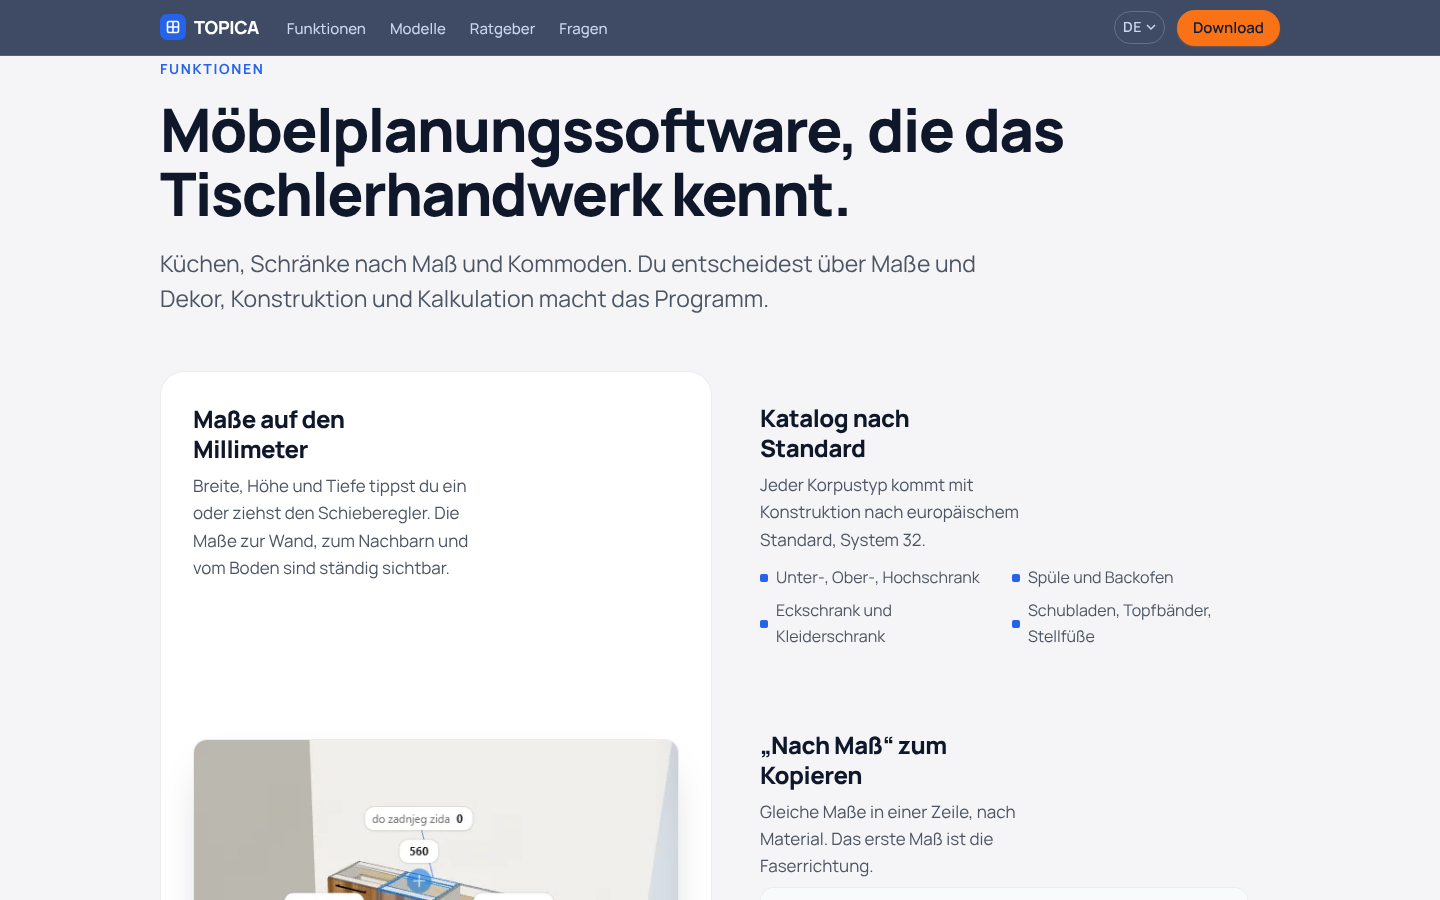 TOPICA
Funktionen
Modelle
Ratgeber
Fragen
DE
Download
FUNKTIONEN
Möbelplanungssoftware, die das
Tischlerhandwerk kennt.
Küchen, Schränke nach Maß und Kommoden. Du entscheidest über Maße und
Dekor, Konstruktion und Kalkulation macht das Programm.
Maße auf den
Millimeter
Breite, Höhe und Tiefe tippst du ein
oder ziehst den Schieberegler. Die
Maße zur Wand, zum Nachbarn und
vom Boden sind ständig sichtbar.
do zadnjeg zida 0
560
Katalog nach
Standard
Jeder Korpustyp kommt mit
Konstruktion nach europäischem
Standard, System 32.
Unter-, Ober-, Hochschrank
Spüle und Backofen
Eckschrank und
Kleiderschrank
Schubladen, Topfbänder,
Stellfüße
„Nach Maß“ zum
Kopieren
Gleiche Maße in einer Zeile, nach
Material. Das erste Maß ist die
Faserrichtung.